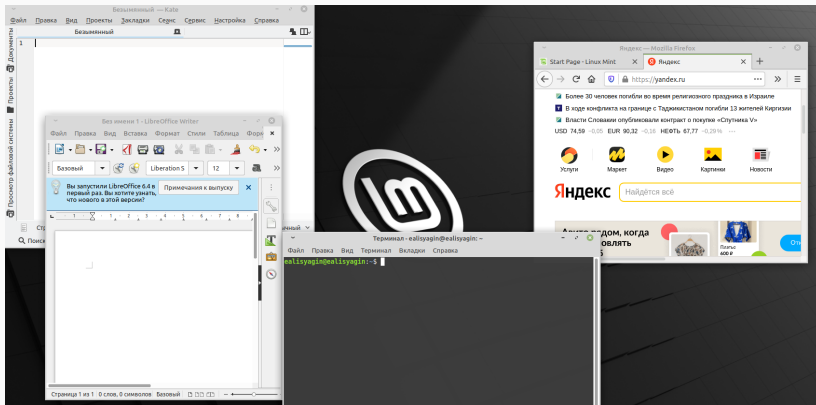 Безымянный — Kate
Файл Правка Вид Проекты Закладки Сеанс Сервис Настройка Справка
Безымянный
1
Документы
Проекты
Просмотр файловой системы
Без имени 1 - LibreOffice Writer
Файл Правка Вид Вставка Формат Стили Таблица
Базовый Liberation S 12 a
Вы запустили LibreOffice 6.4 в
первый раз. Вы хотите узнать,
что нового в этой версии?
Примечания к выпуску
Страница 1 из 1 0 слов, 0 символов Базовый
Терминал - ealisyagin@ealisyagin: ~
Файл Правка Вид Терминал Вкладки Справка
ealisyagin@ealisyagin:~$
Яндекс — Mozilla Firefox
Start Page - Linux Mint X Яндекс X +
https://yandex.ru
Более 30 человек погибли во время религиозного праздника в Израиле
В ходе конфликта на границе с Таджикистаном погибли 13 жителей Киргизии
Власти Словакии опубликовали контракт о покупке «Спутника V»
USD 74,59 -0,05 EUR 90,32 -0,16 НЕФТЬ 67,77 -0,29% ...
Услуги Маркет Видео Картинки Новости
Яндекс
Найдётся всё
Платье
600 ₽